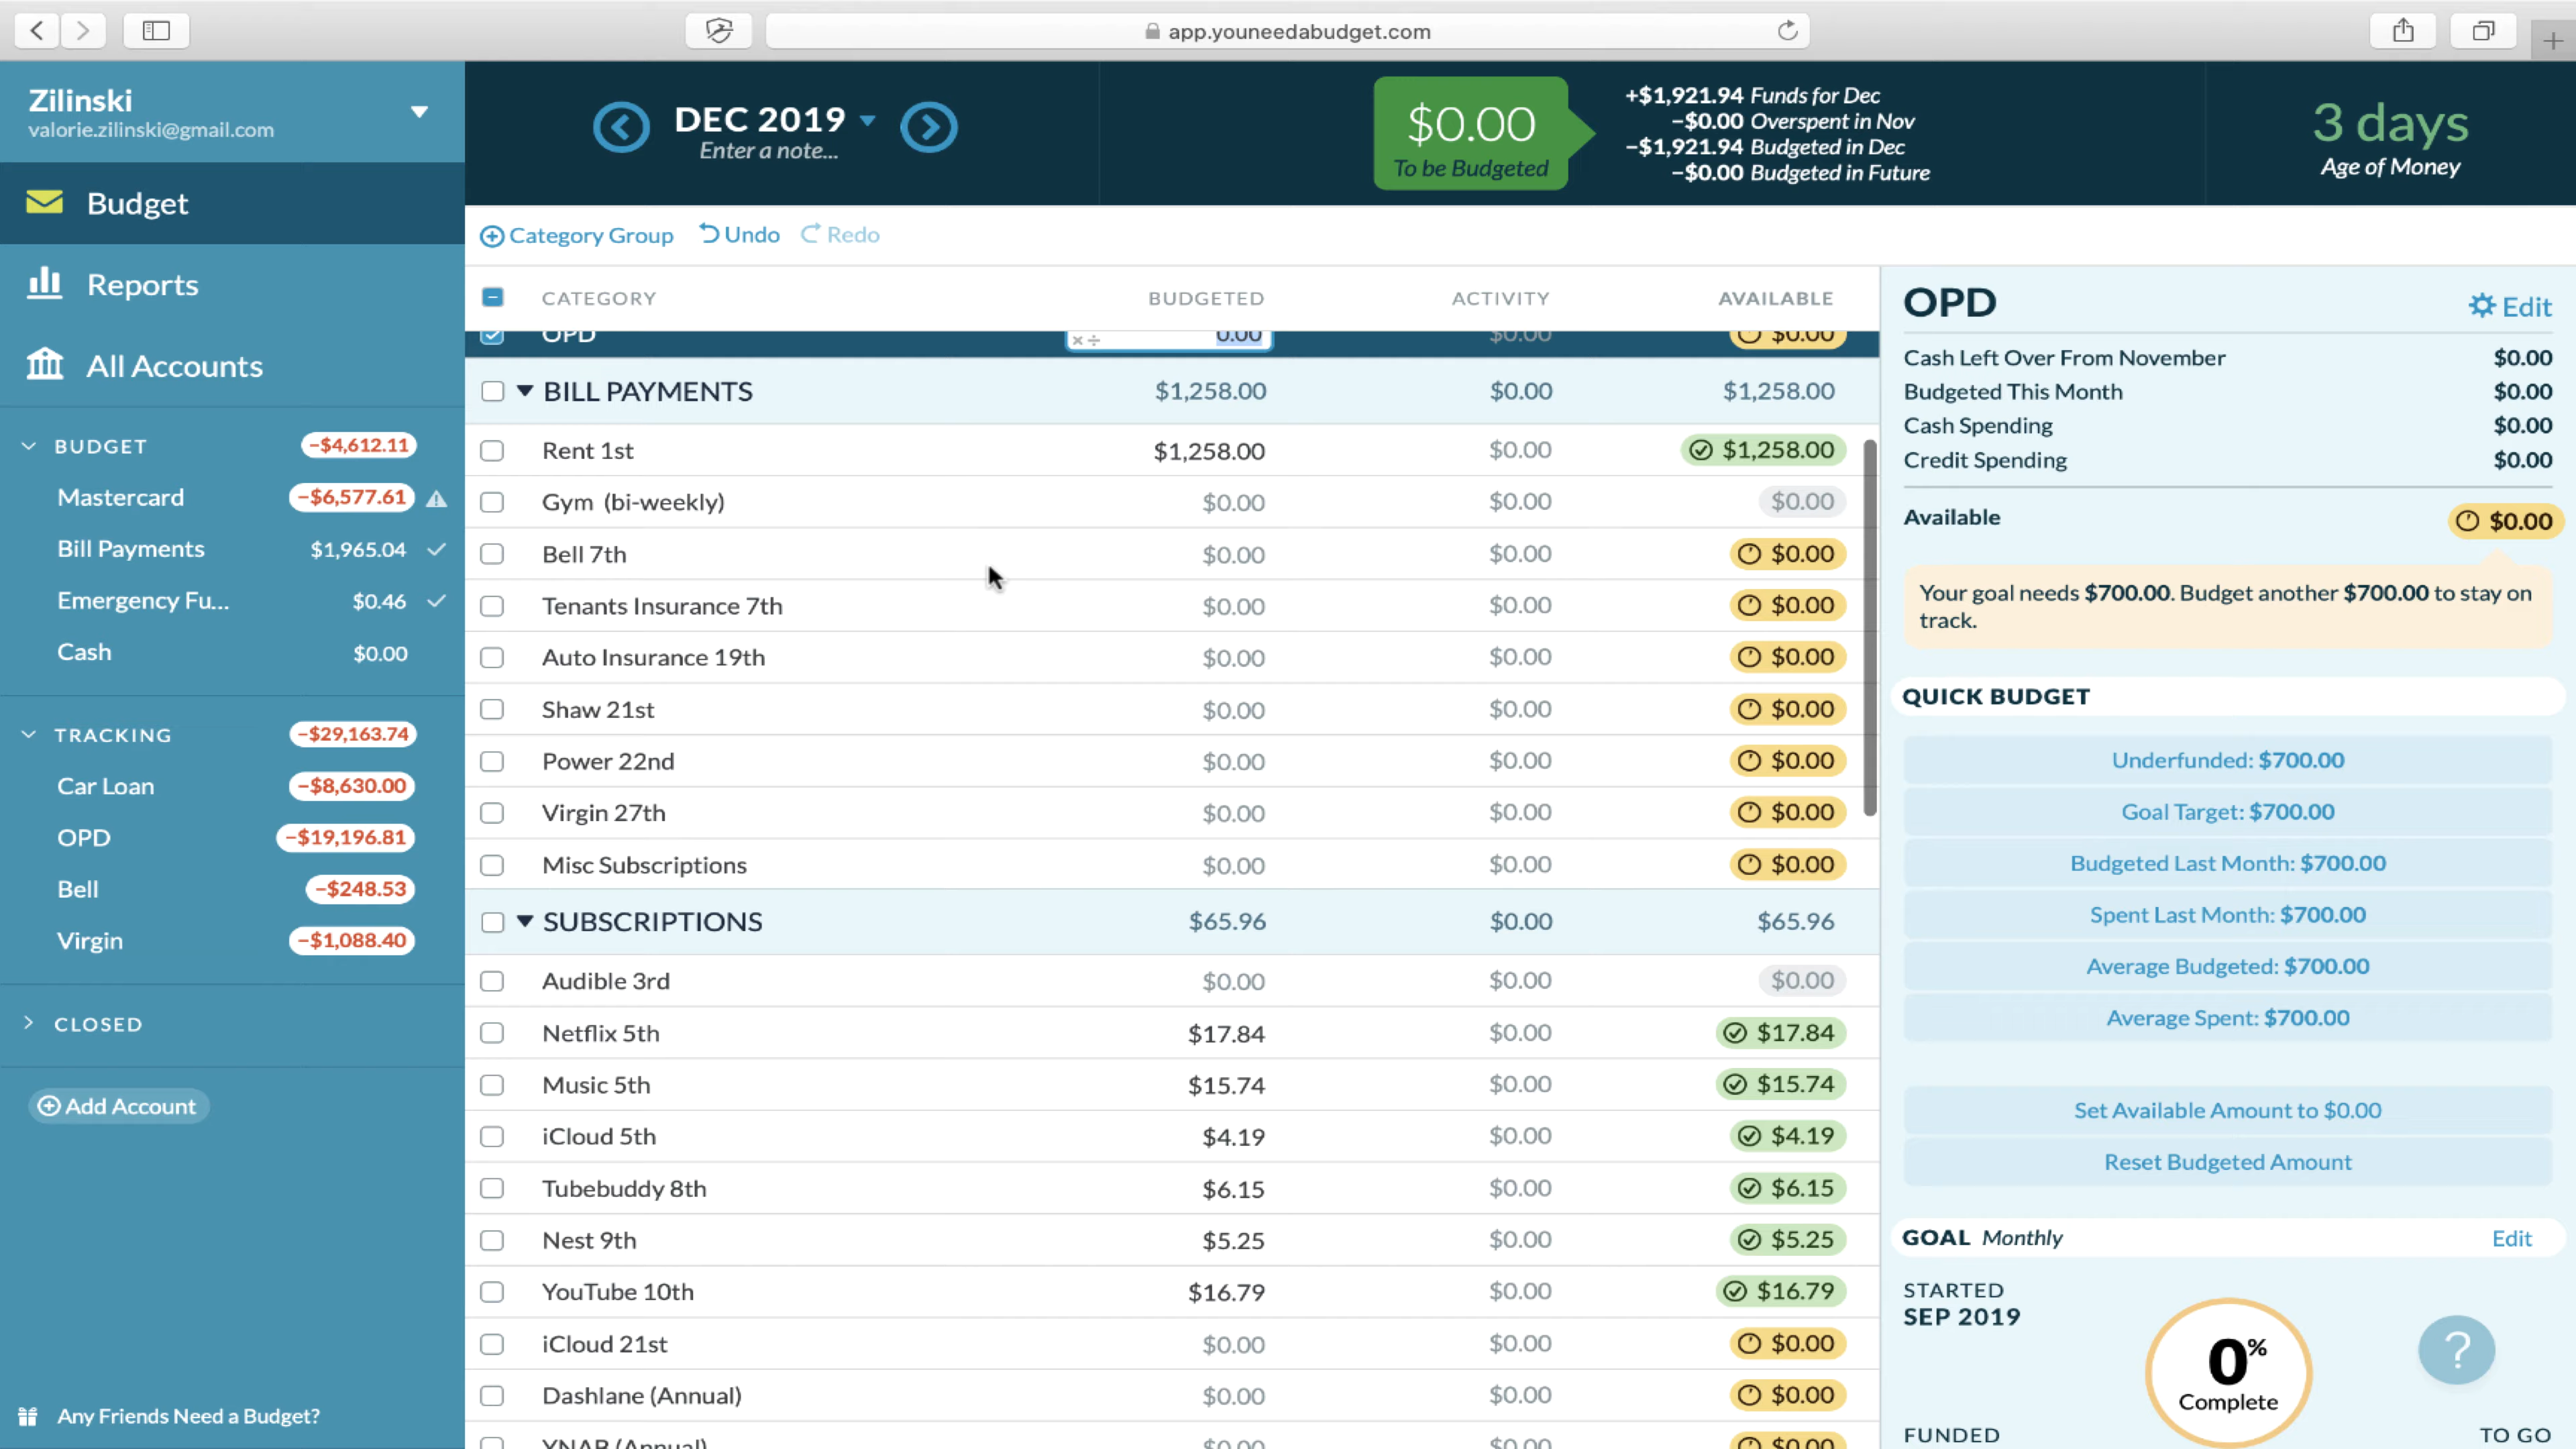 app.youneedabudget.com
Zilinski
valorie.zilinski@gmail.com
DEC 2019
Enter a note...
$0.00
To be Budgeted
+$1,921.94 Funds for Dec
−$0.00 Overspent in Nov
−$1,921.94 Budgeted in Dec
−$0.00 Budgeted in Future
3 days
Age of Money
Budget
Reports
All Accounts
BUDGET −$4,612.11
Mastercard −$6,577.61
Bill Payments $1,965.04
Emergency Fu... $0.46
Cash $0.00
TRACKING −$29,163.74
Car Loan −$8,630.00
OPD −$19,196.81
Bell −$248.53
Virgin −$1,088.40
CLOSED
Add Account
Any Friends Need a Budget?
Category Group Undo Redo
CATEGORY BUDGETED ACTIVITY AVAILABLE
OPD 0.00 $0.00 $0.00
BILL PAYMENTS $1,258.00 $0.00 $1,258.00
Rent 1st $1,258.00 $0.00 $1,258.00
Gym (bi-weekly) $0.00 $0.00 $0.00
Bell 7th $0.00 $0.00 $0.00
Tenants Insurance 7th $0.00 $0.00 $0.00
Auto Insurance 19th $0.00 $0.00 $0.00
Shaw 21st $0.00 $0.00 $0.00
Power 22nd $0.00 $0.00 $0.00
Virgin 27th $0.00 $0.00 $0.00
Misc Subscriptions $0.00 $0.00 $0.00
SUBSCRIPTIONS $65.96 $0.00 $65.96
Audible 3rd $0.00 $0.00 $0.00
Netflix 5th $17.84 $0.00 $17.84
Music 5th $15.74 $0.00 $15.74
iCloud 5th $4.19 $0.00 $4.19
Tubebuddy 8th $6.15 $0.00 $6.15
Nest 9th $5.25 $0.00 $5.25
YouTube 10th $16.79 $0.00 $16.79
iCloud 21st $0.00 $0.00 $0.00
Dashlane (Annual) $0.00 $0.00 $0.00
YNAB (Annual) $0.00 $0.00 $0.00
OPD Edit
Cash Left Over From November $0.00
Budgeted This Month $0.00
Cash Spending $0.00
Credit Spending $0.00
Available $0.00
Your goal needs $700.00. Budget another $700.00 to stay on
track.
QUICK BUDGET
Underfunded: $700.00
Goal Target: $700.00
Budgeted Last Month: $700.00
Spent Last Month: $700.00
Average Budgeted: $700.00
Average Spent: $700.00
Set Available Amount to $0.00
Reset Budgeted Amount
GOAL Monthly Edit
STARTED
SEP 2019
0%
Complete
?
FUNDED TO GO